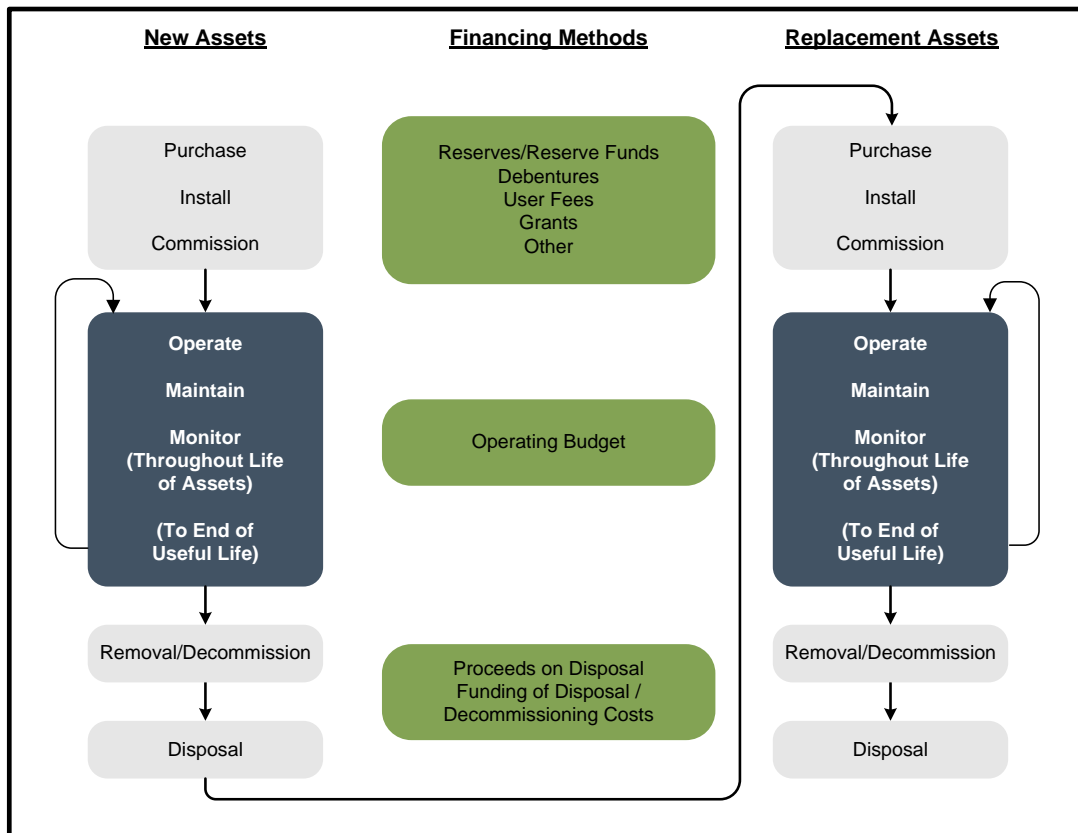 New Assets
Financing Methods
Replacement Assets
Purchase
Install
Commission
Operate
Maintain
Monitor
(Throughout Life
of Assets)
(To End of
Useful Life)
Removal/Decommission
Disposal
Reserves/Reserve Funds
Debentures
User Fees
Grants
Other
Operating Budget
Proceeds on Disposal
Funding of Disposal /
Decommissioning Costs
Purchase
Install
Commission
Operate
Maintain
Monitor
(Throughout Life
of Assets)
(To End of
Useful Life)
Removal/Decommission
Disposal